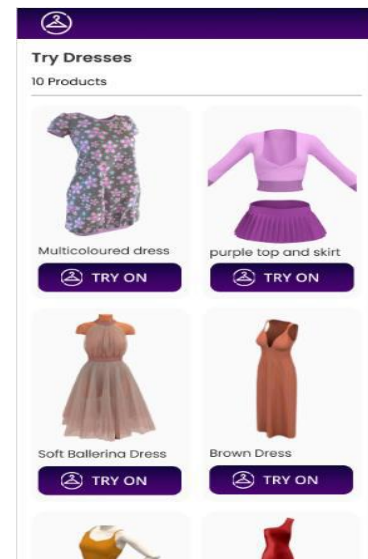 Try Dresses
10 Products
Multicoloured dress
purple top and skirt
TRY ON
TRY ON
Soft Ballerina Dress
Brown Dress
TRY ON
TRY ON